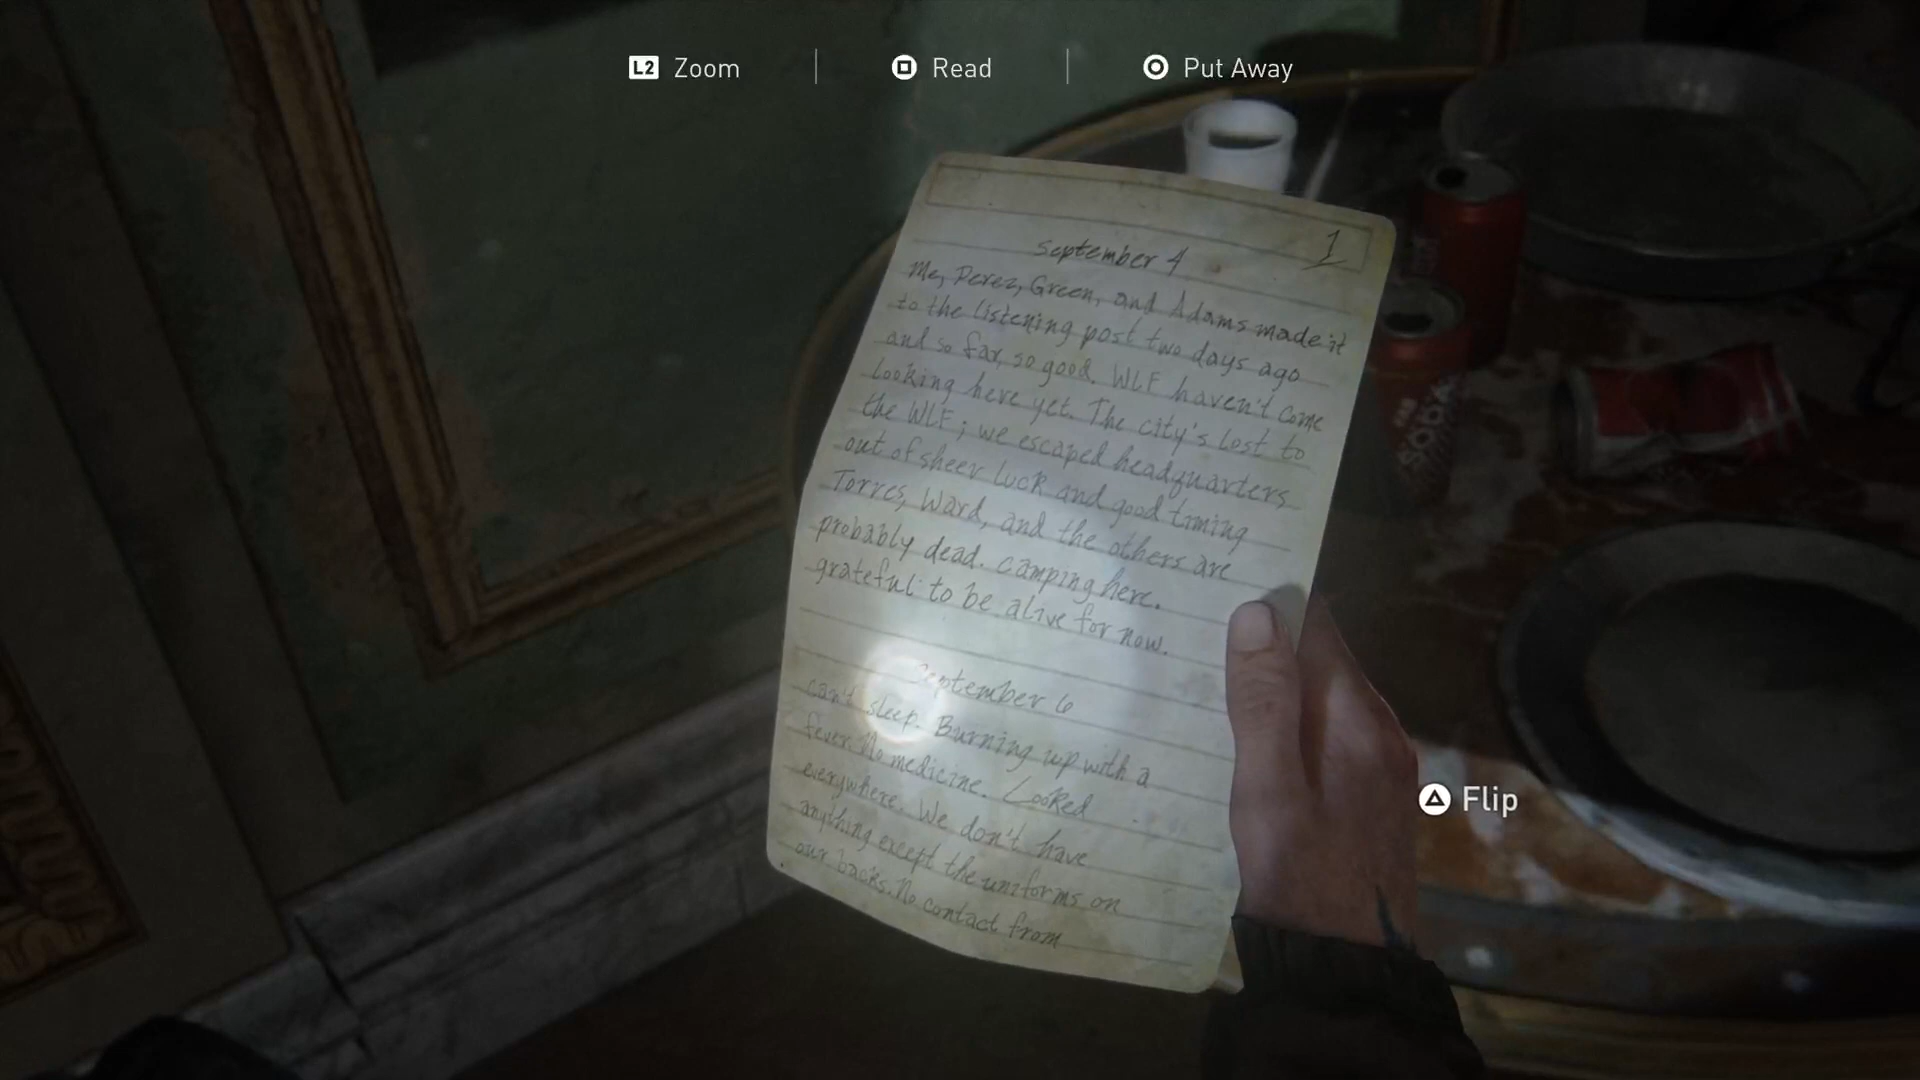 L2 Zoom
Read
Put Away
1
September 4
Me, Perez, Green, and Adams made it
to the listening post two days ago
and so far, so good. WLF haven't come
looking here yet. The city's lost to
the WLF; we escaped headquarters
out of sheer luck and good timing
Torres, Ward, and the others are
probably dead. camping here.
grateful to be alive for now.
September 6
can't sleep. Burning up with a
fever. No medicine. Looked
everywhere. We don't have
anything except the uniforms on
our backs. No contact from
SODA
Flip